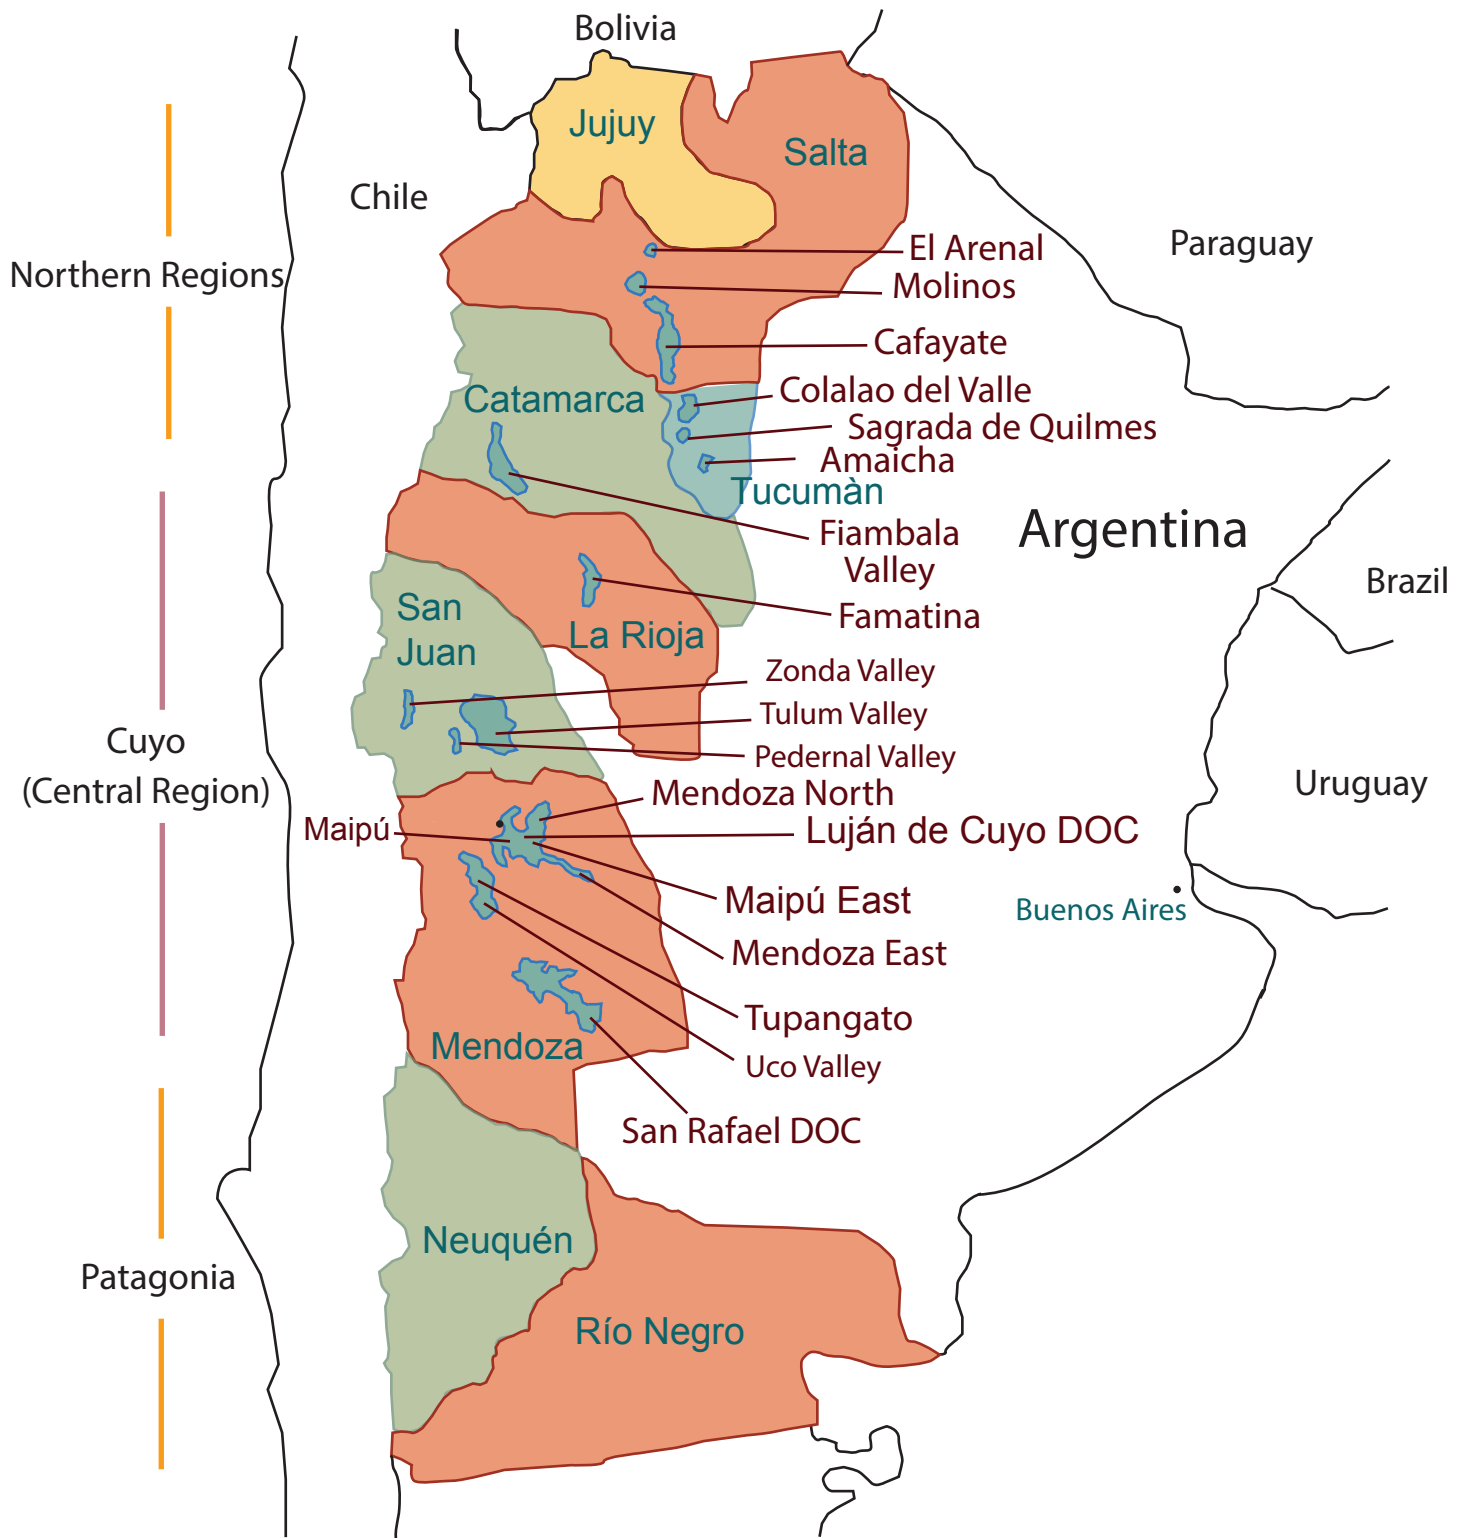 Bolivia
Jujuy
Salta
Chile
El Arenal
Paraguay
Northern Regions
Molinos
Cafayate
Catamarca
Colalao del Valle
Sagrada de Quilmes
Amaicha
Tucumàn
Argentina
Fiambala
Valley
Brazil
San
Juan
Famatina
La Rioja
Zonda Valley
Tulum Valley
Cuyo
(Central Region)
Pedernal Valley
Uruguay
Mendoza North
Maipú
Luján de Cuyo DOC
Maipú East
Buenos Aires
Mendoza East
Tupangato
Mendoza
Uco Valley
San Rafael DOC
Neuquén
Patagonia
Río Negro